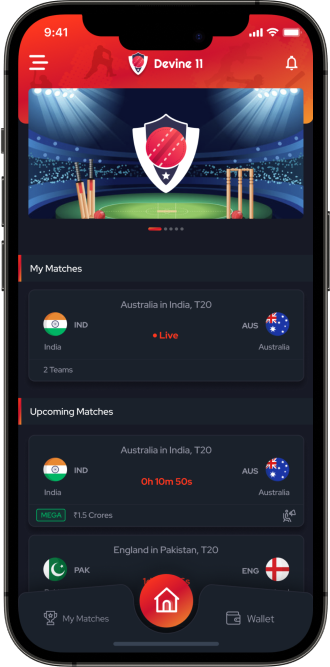 9:41
Devine 11
My Matches
Australia in India, T20
IND
AUS
Live
India
Australia
2 Teams
Upcoming Matches
Australia in India, T20
IND
AUS
0h 10m 50s
India
Australia
MEGA ₹1.5 Crores
England in Pakistan, T20
PAK
ENG
My Matches
Wallet